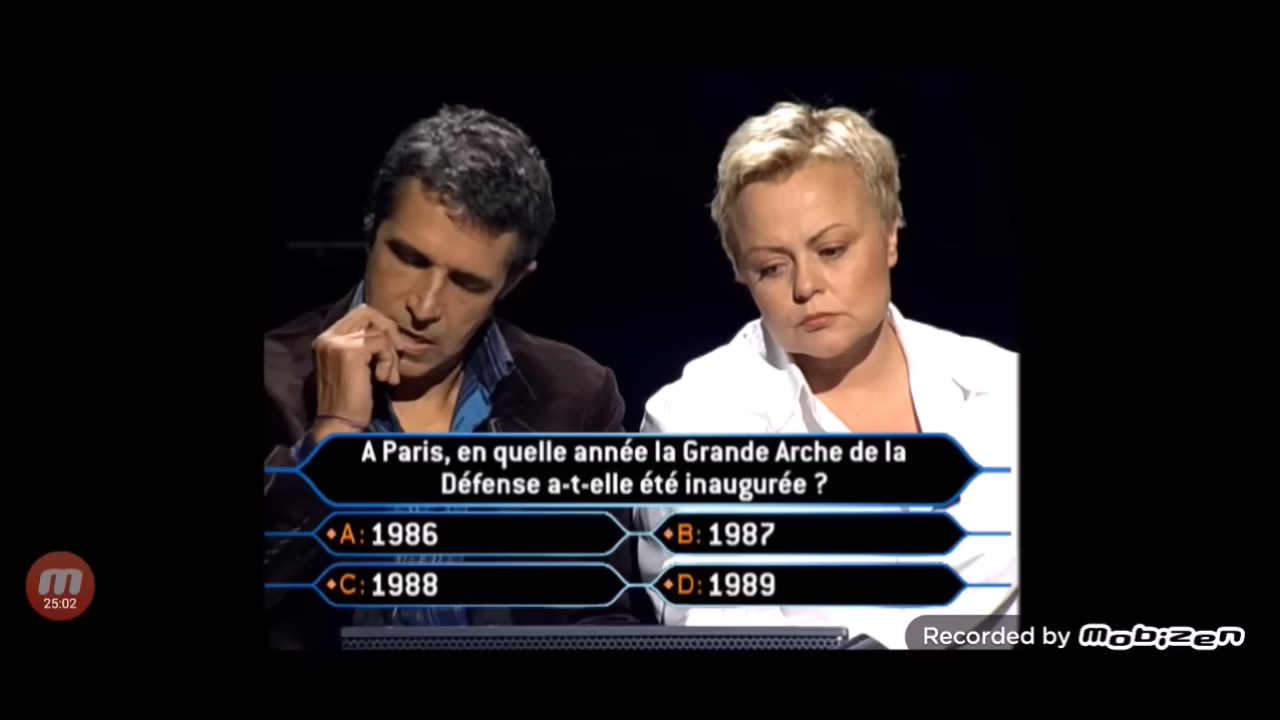 A Paris, en quelle année la Grande Arche de la
Défense a-t-elle été inaugurée ?
A: 1986
B: 1987
C: 1988
D: 1989
25:02
Recorded by mobizen